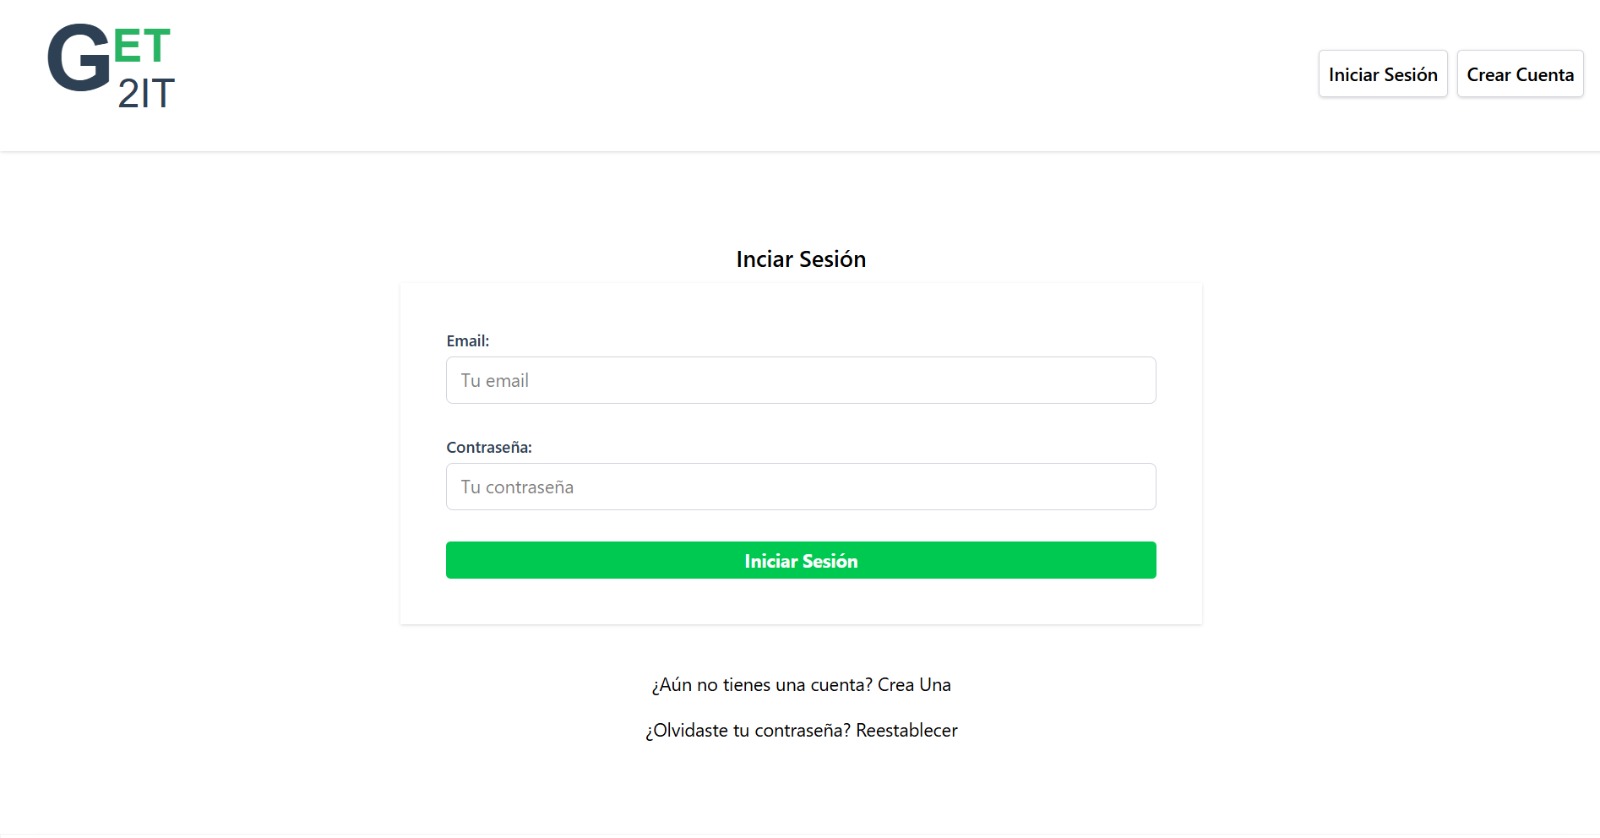 GET
2IT
Iniciar Sesión
Crear Cuenta
Inciar Sesión
Email:
Tu email
Contraseña:
Tu contraseña
Iniciar Sesión
¿Aún no tienes una cuenta? Crea Una
¿Olvidaste tu contraseña? Reestablecer